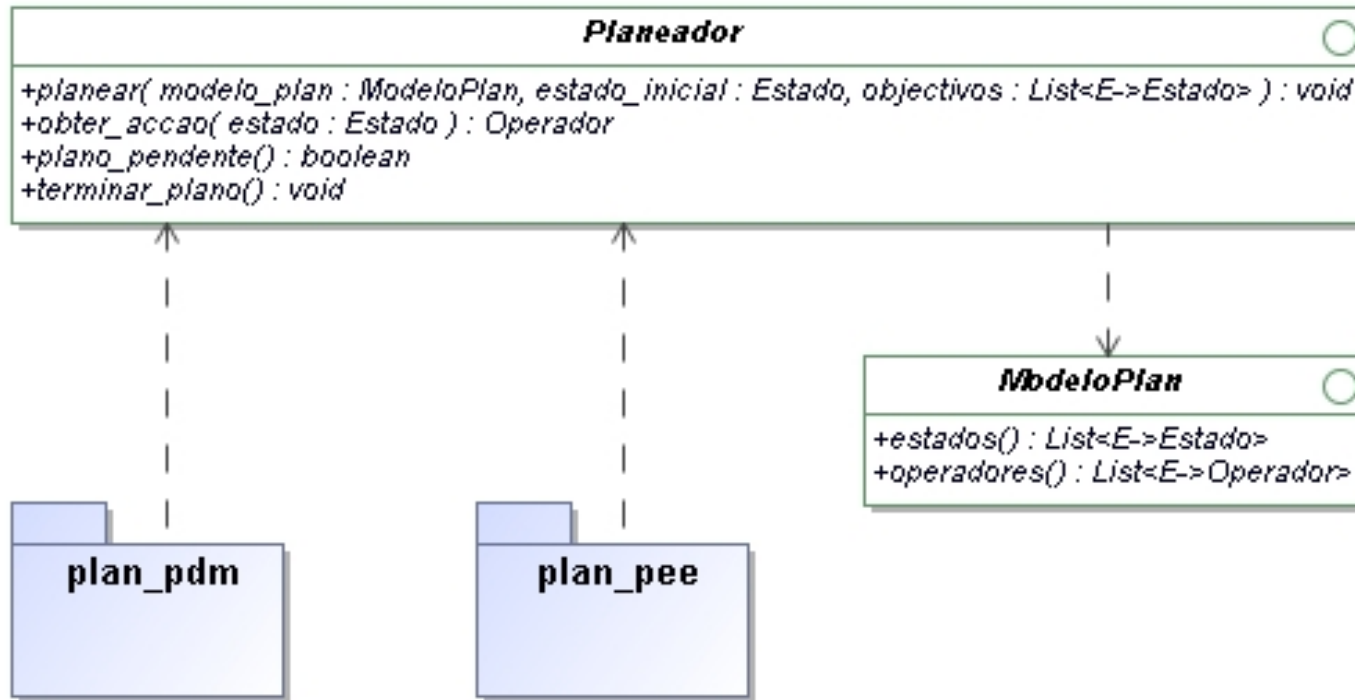 Planeador
+planear( modelo_plan : ModeloPlan, estado_inicial : Estado, objectivos : List<E->Estado> ) : void
+obter_accao( estado : Estado ) : Operador
+plano_pendente() : boolean
+terminar_plano() : void
ModeloPlan
+estados() : List<E->Estado>
+operadores() : List<E->Operador>
plan_pdm
plan_pee